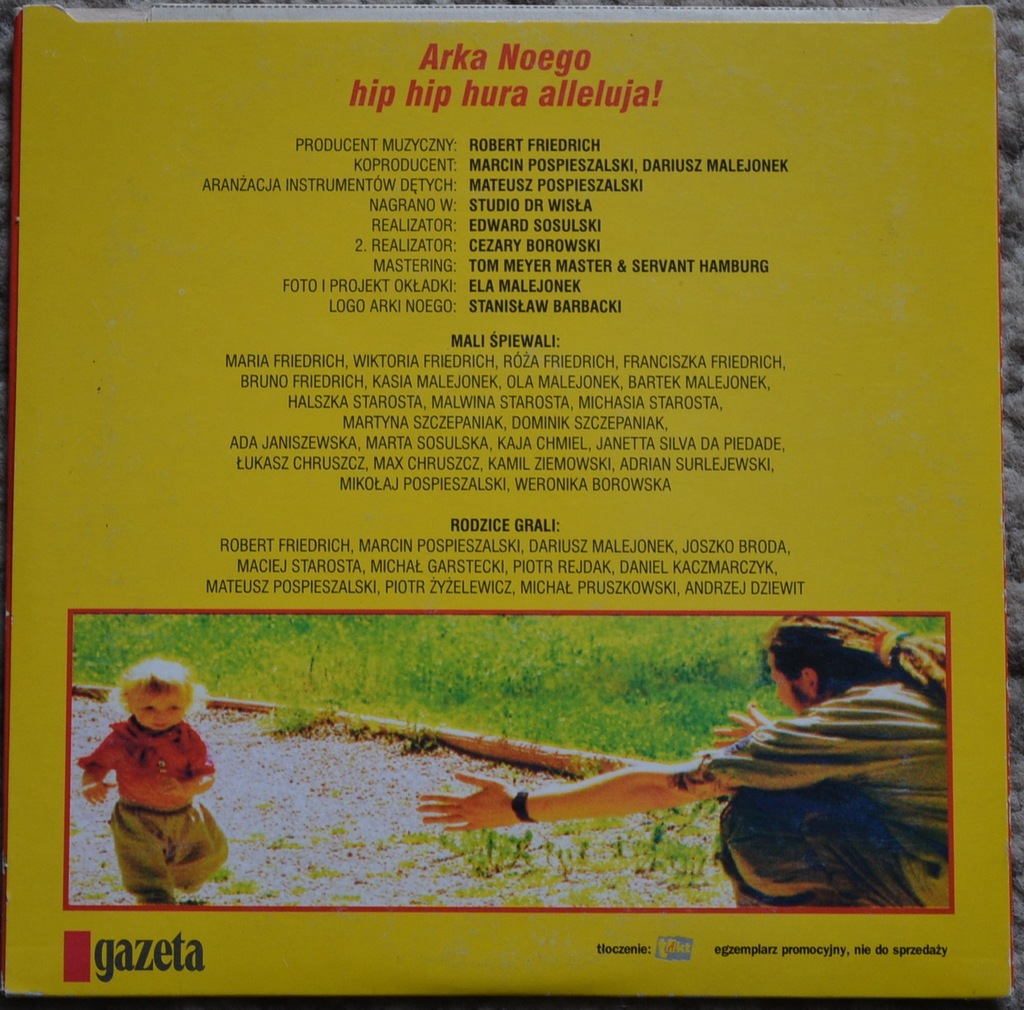 Arka Noego
hip hip hura alleluja!
PRODUCENT MUZYCZNY: ROBERT FRIEDRICH
KOPRODUCENT: MARCIN POSPIESZALSKI, DARIUSZ MALEJONEK
ARANŻACJA INSTRUMENTÓW DĘTYCH: MATEUSZ POSPIESZALSKI
NAGRANO W: STUDIO DR WISŁA
REALIZATOR: EDWARD SOSULSKI
2. REALIZATOR: CEZARY BOROWSKI
MASTERING: TOM MEYER MASTER & SERVANT HAMBURG
FOTO I PROJEKT OKŁADKI: ELA MALEJONEK
LOGO ARKI NOEGO: STANISŁAW BARBACKI
MALI ŚPIEWALI:
MARIA FRIEDRICH, WIKTORIA FRIEDRICH, RÓŻA FRIEDRICH, FRANCISZKA FRIEDRICH,
BRUNO FRIEDRICH, KASIA MALEJONEK, OLA MALEJONEK, BARTEK MALEJONEK,
HALSZKA STAROSTA, MALWINA STAROSTA, MICHASIA STAROSTA,
MARTYNA SZCZEPANIAK, DOMINIK SZCZEPANIAK,
ADA JANISZEWSKA, MARTA SOSULSKA, KAJA CHMIEL, JANETTA SILVA DA PIEDADE,
ŁUKASZ CHRUSZCZ, MAX CHRUSZCZ, KAMIL ZIEMOWSKI, ADRIAN SURLEJEWSKI,
MIKOŁAJ POSPIESZALSKI, WERONIKA BOROWSKA
RODZICE GRALI:
ROBERT FRIEDRICH, MARCIN POSPIESZALSKI, DARIUSZ MALEJONEK, JOSZKO BRODA,
MACIEJ STAROSTA, MICHAŁ GARSTECKI, PIOTR REJDAK, DANIEL KACZMARCZYK,
MATEUSZ POSPIESZALSKI, PIOTR ŻYŻELEWICZ, MICHAŁ PRUSZKOWSKI, ANDRZEJ DZIEWIT
gazeta
tłoczenie: egzemplarz promocyjny, nie do sprzedaży